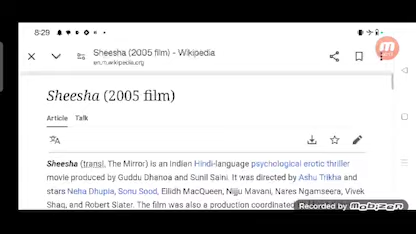 8:29
Sheesha (2005 film) - Wikipedia
en.m.wikipedia.org
Sheesha (2005 film)
Article Talk
Sheesha (transl. The Mirror) is an Indian Hindi-language psychological erotic thriller
movie produced by Guddu Dhanoa and Sunil Saini. It was directed by Ashu Trikha and
stars Neha Dhupia, Sonu Sood, Eilidh MacQueen, Nijju Mavani, Nares Ngamseera, Vivek
Shaq, and Robert Slater. The film was also a production coordinated
Recorded by mobizen